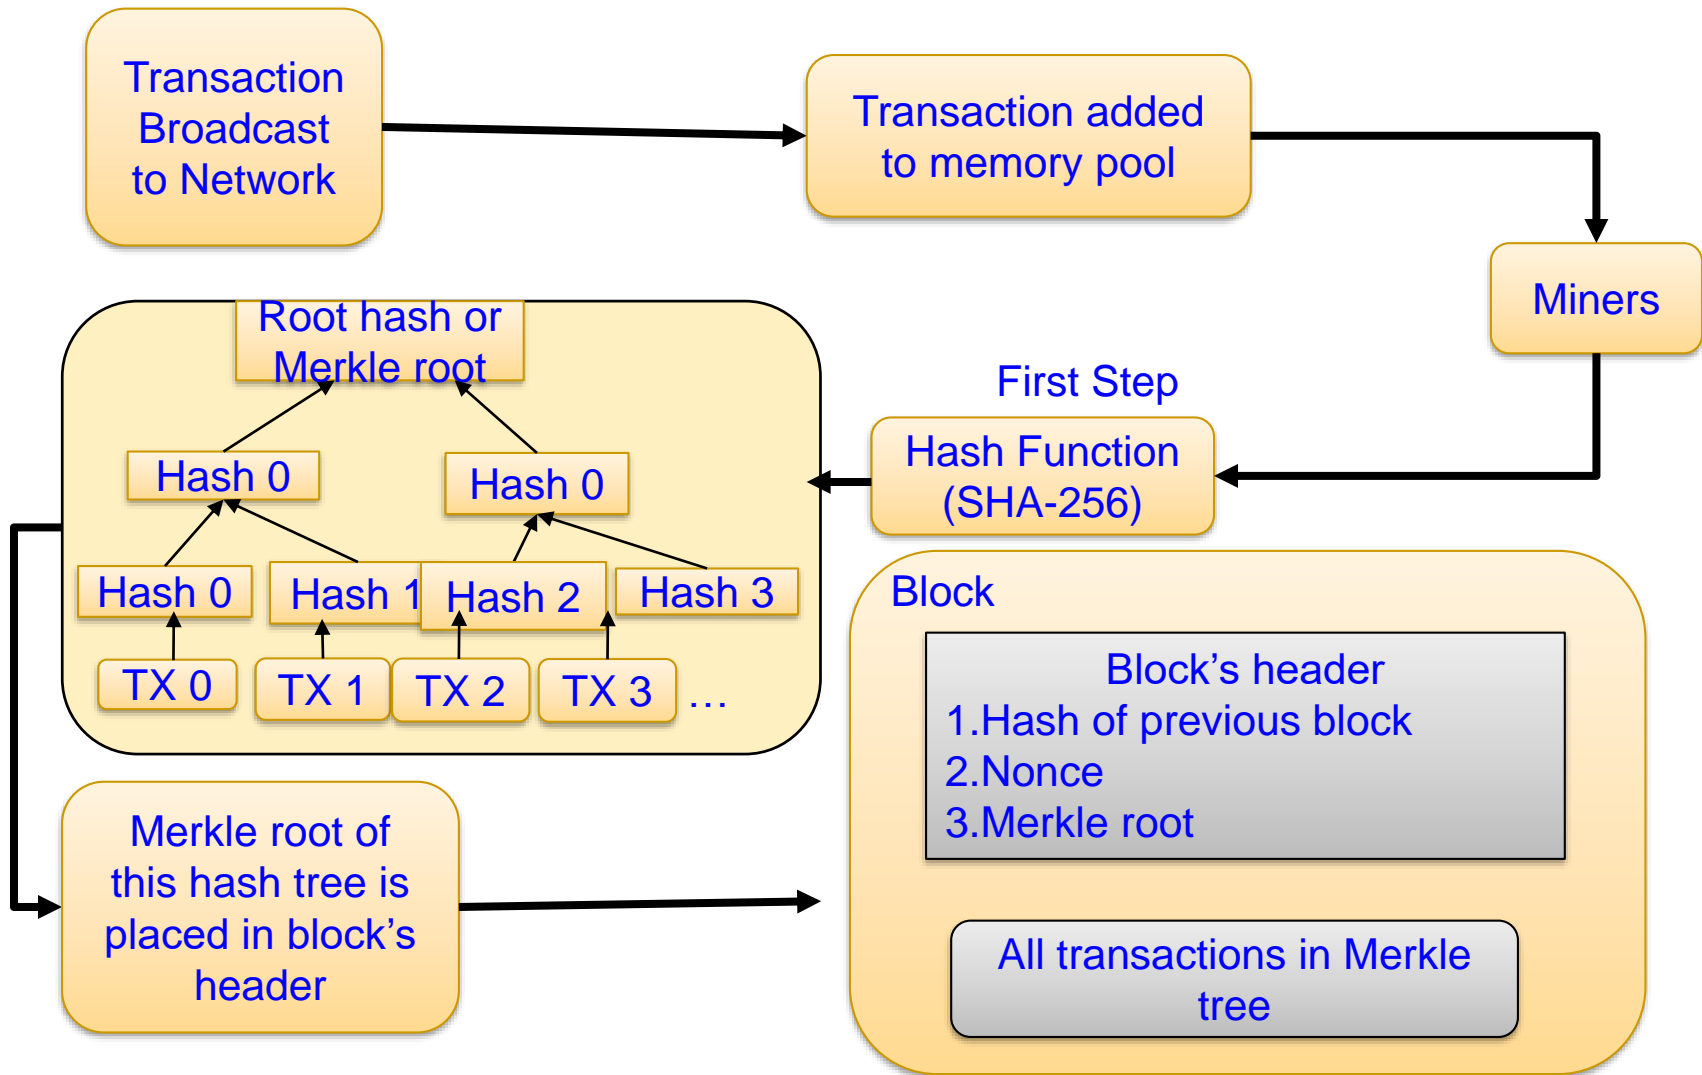 Transaction
Broadcast
to Network
Transaction added
to memory pool
Miners
First Step
Hash Function
(SHA-256)
Root hash or
Merkle root
Hash 0
Hash 0
Hash 0
Hash 1
Hash 2
Hash 3
TX 0
TX 1
TX 2
TX 3
…
Merkle root of
this hash tree is
placed in block’s
header
Block
Block’s header
1.Hash of previous block
2.Nonce
3.Merkle root
All transactions in Merkle
tree